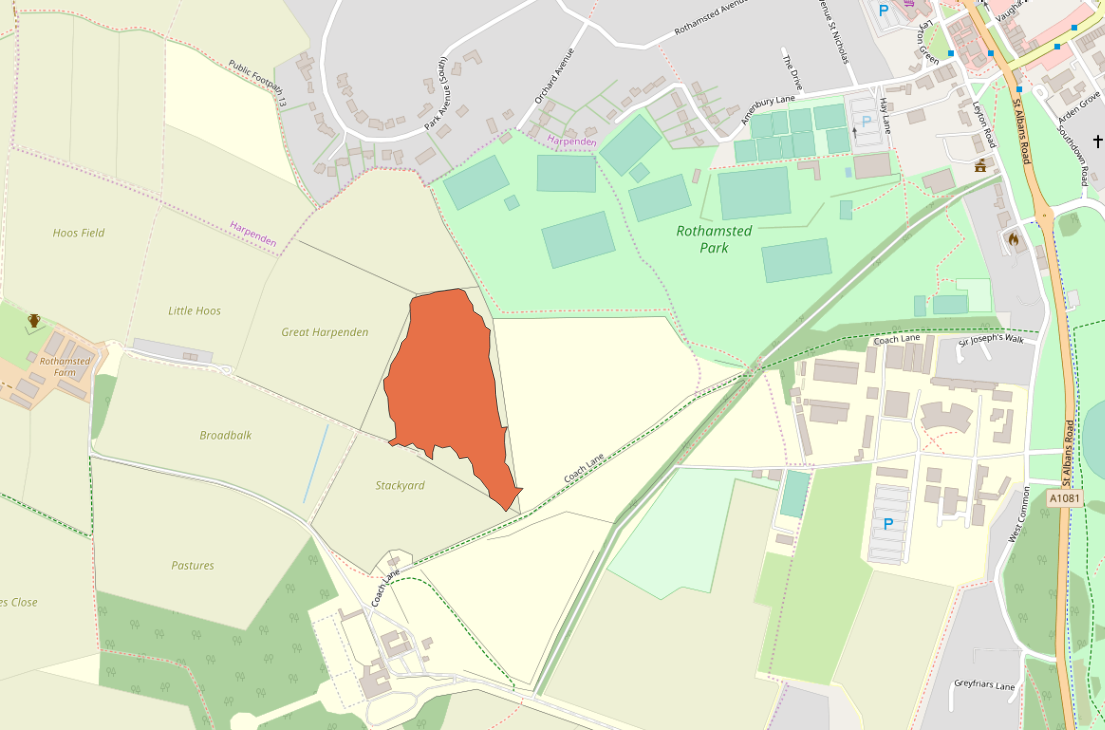 Rothamsted Avenue
Avenue St Nicholas
P
Leyton Green
Vaughan
Public Footpath 13
Park Avenue (South)
Orchard Avenue
The Drive
Amenbury Lane
P
Hay Lane
Leyton Road
St Albans Road
Arden Grove
Southdown Road
Harpenden
Harpenden
Hoos Field
Rothamsted
Park
Little Hoos
Great Harpenden
Rothamsted
Farm
Coach Lane
Sir Joseph's Walk
Broadbalk
Coach Lane
St Albans Road
Stackyard
A1081
P
West Common
Pastures
Coach Lane
es Close
Greyfriars Lane